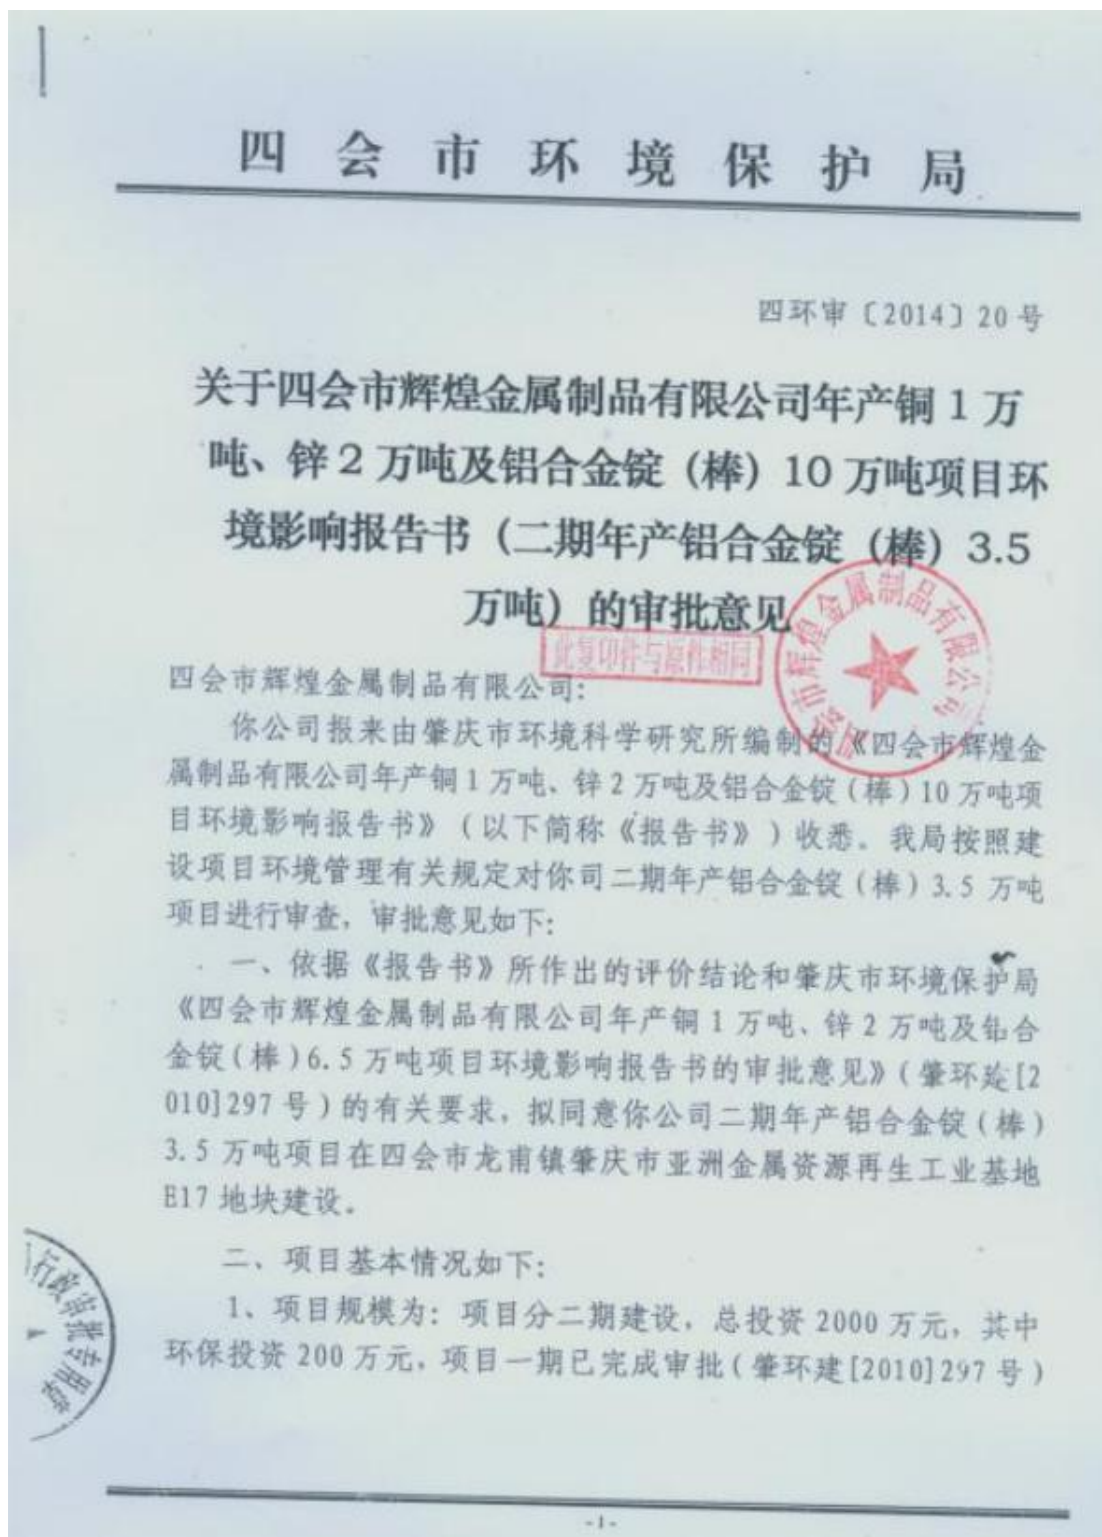 四会市环境保护局
四环审〔2014〕20号
关于四会市辉煌金属制品有限公司年产铜1万
吨、锌2万吨及铝合金锭（棒）10万吨项目环
境影响报告书（二期年产铝合金锭（棒）3.5
万吨）的审批意见
四会市辉煌金属制品有限公司
此复印件与原件相同
四会市辉煌金属制品有限公司：
你公司报来由肇庆市环境科学研究所编制的《四会市辉煌金
属制品有限公司年产铜1万吨、锌2万吨及铝合金锭（棒）10万吨项
目环境影响报告书》（以下简称《报告书》）收悉。我局按照建
设项目环境管理有关规定对你司二期年产铝合金锭（棒）3.5万吨
项目进行审查，审批意见如下：
一、依据《报告书》所作出的评价结论和肇庆市环境保护局
《四会市辉煌金属制品有限公司年产铜1万吨、锌2万吨及铝合
金锭（棒）6.5万吨项目环境影响报告书的审批意见》（肇环建[2
010]297号）的有关要求，拟同意你公司二期年产铝合金锭（棒）
3.5万吨项目在四会市龙甫镇肇庆市亚洲金属资源再生工业基地
E17地块建设。
二、项目基本情况如下：
1、项目规模为：项目分二期建设，总投资2000万元，其中
环保投资200万元，项目一期已完成审批（肇环建[2010]297号）
行政审批专用章
-1-